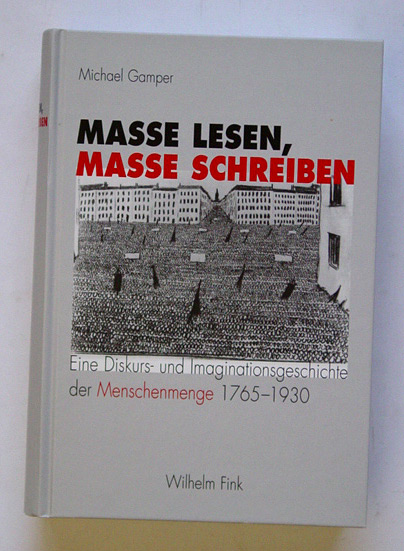 Michael Gamper
MASSE LESEN,
MASSE SCHREIBEN
Eine Diskurs- und Imaginationsgeschichte
der Menschenmenge 1765–1930
Wilhelm Fink